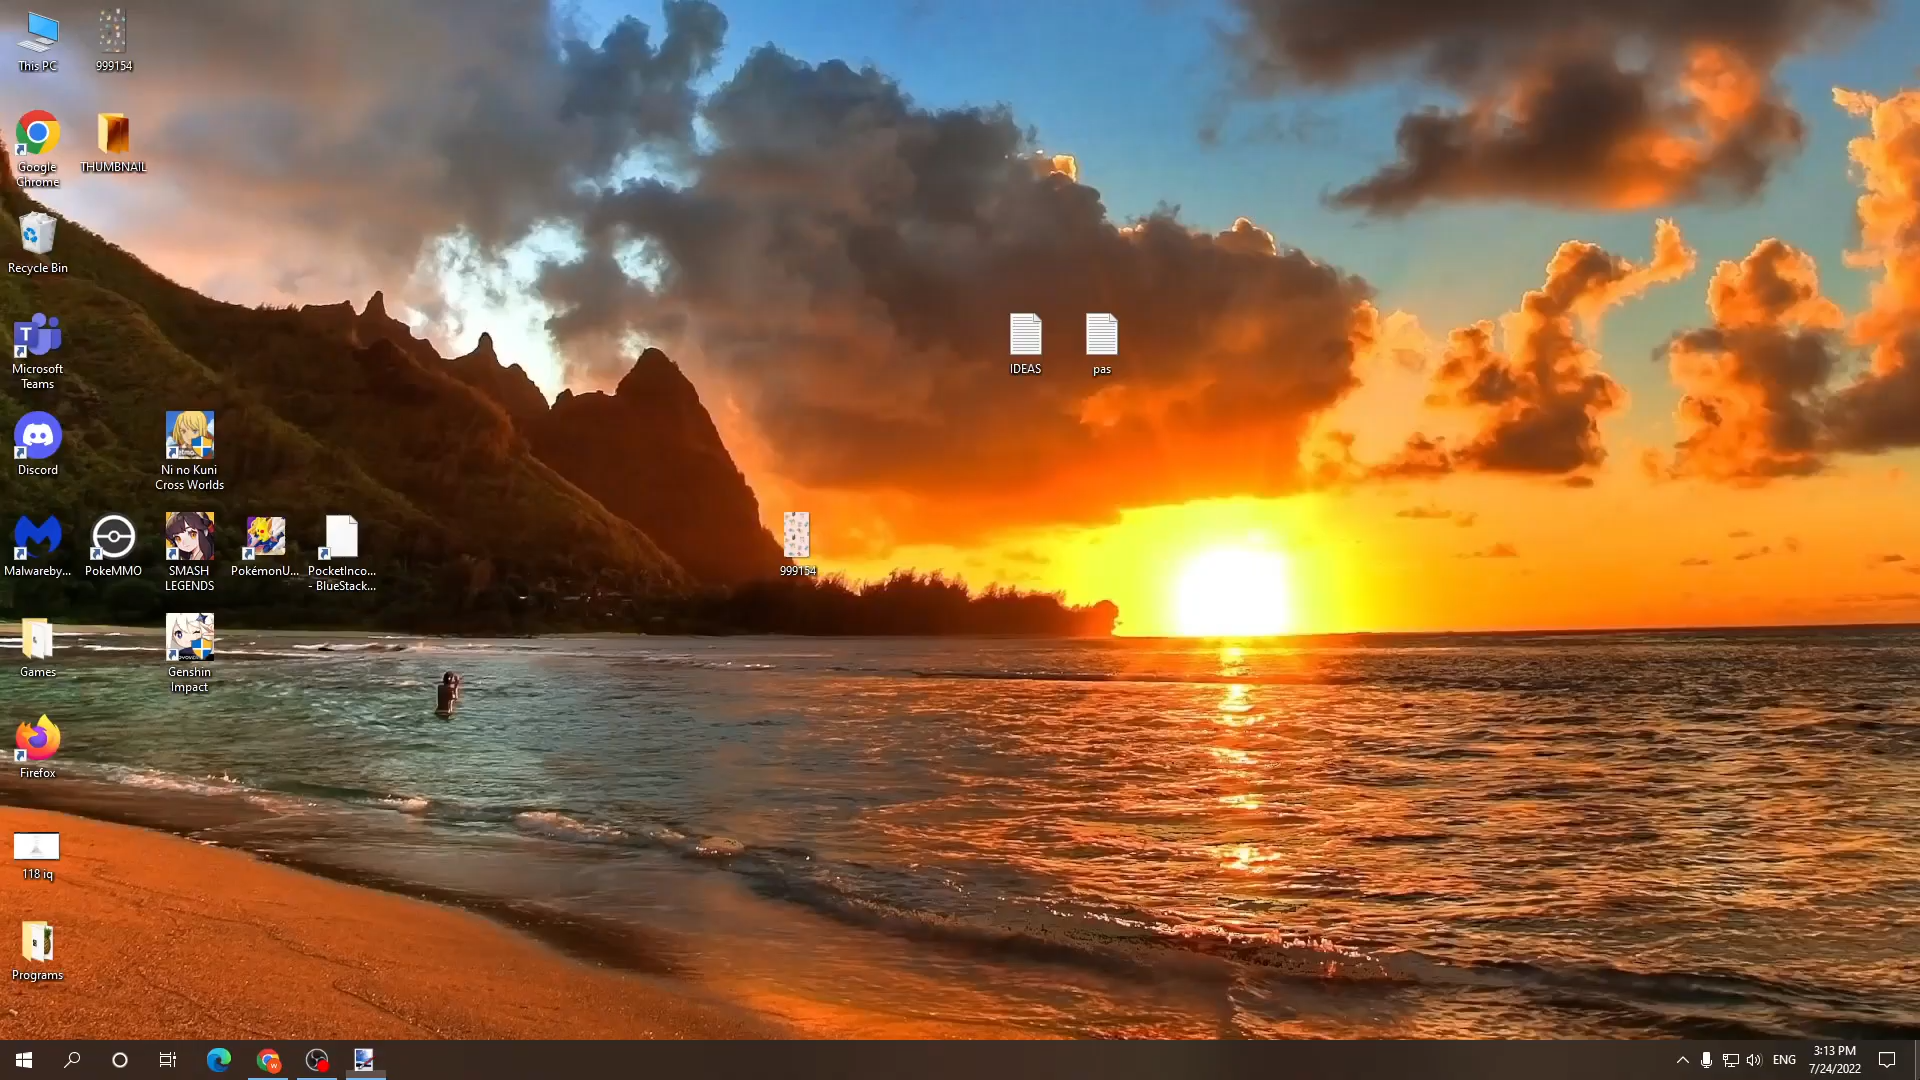 This PC
999154
Google
Chrome
THUMBNAIL
Recycle Bin
Microsoft
Teams
IDEAS
pas
Discord
Ni no Kuni
Cross Worlds
Malwareby...
PokeMMO
SMASH
LEGENDS
PokémonU...
PocketInco...
- BlueStack...
999154
Games
Genshin
Impact
Firefox
118 iq
Programs
ENG
3:13 PM
7/24/2022